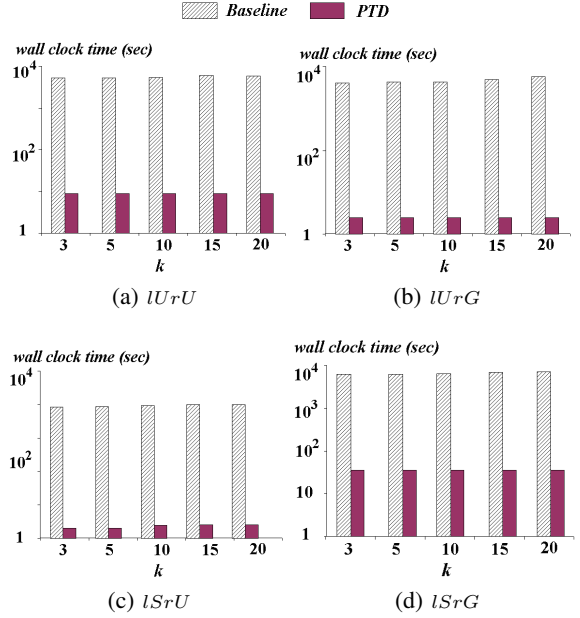 Baseline PTD
wall clock time (sec)
10^4
10^2
1
3 5 10 15 20
k
(a) lUrU
wall clock time (sec)
10^4
10^2
1
3 5 10 15 20
k
(b) lUrG
wall clock time (sec)
10^4
10^2
1
3 5 10 15 20
k
(c) lSrU
wall clock time (sec)
10^4
10^3
10^2
10
1
3 5 10 15 20
k
(d) lSrG